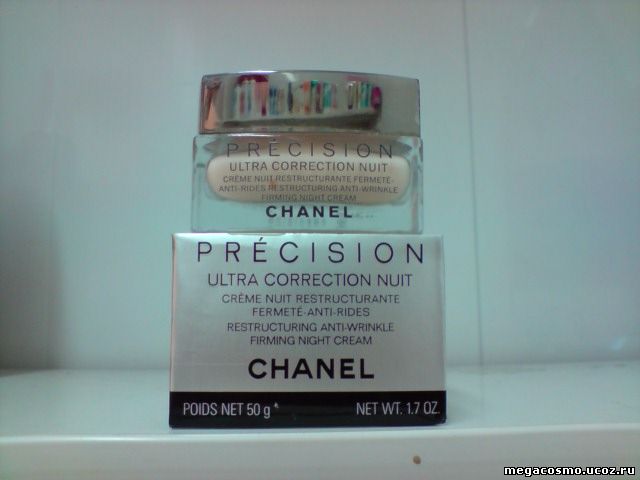 PRÉCISION
ULTRA CORRECTION NUIT
CRÈME NUIT RESTRUCTURANTE FERMETÉ-
ANTI-RIDES RESTRUCTURING ANTI-WRINKLE
FIRMING NIGHT CREAM
CHANEL
PRÉCISION
ULTRA CORRECTION NUIT
CRÈME NUIT RESTRUCTURANTE
FERMETÉ-ANTI-RIDES
RESTRUCTURING ANTI-WRINKLE
FIRMING NIGHT CREAM
CHANEL
POIDS NET 50 g* NET WT. 1.7 OZ.
megacosmo.ucoz.ru